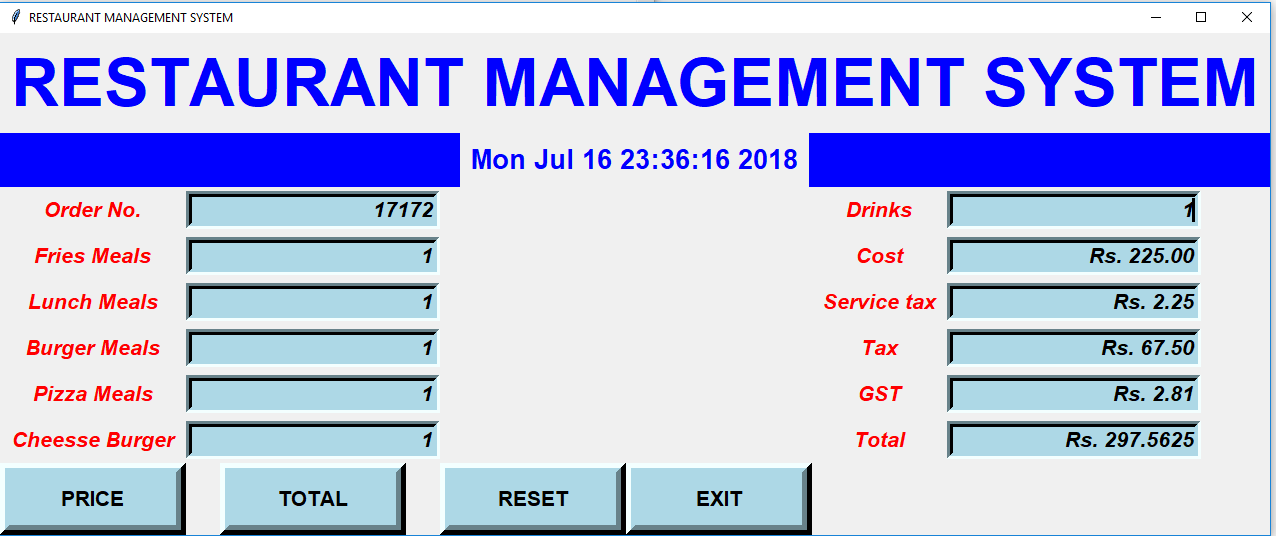 RESTAURANT MANAGEMENT SYSTEM
RESTAURANT MANAGEMENT SYSTEM
Mon Jul 16 23:36:16 2018
Order No. 17172 Drinks 1
Fries Meals 1 Cost Rs. 225.00
Lunch Meals 1 Service tax Rs. 2.25
Burger Meals 1 Tax Rs. 67.50
Pizza Meals 1 GST Rs. 2.81
Cheesse Burger 1 Total Rs. 297.5625
PRICE TOTAL RESET EXIT